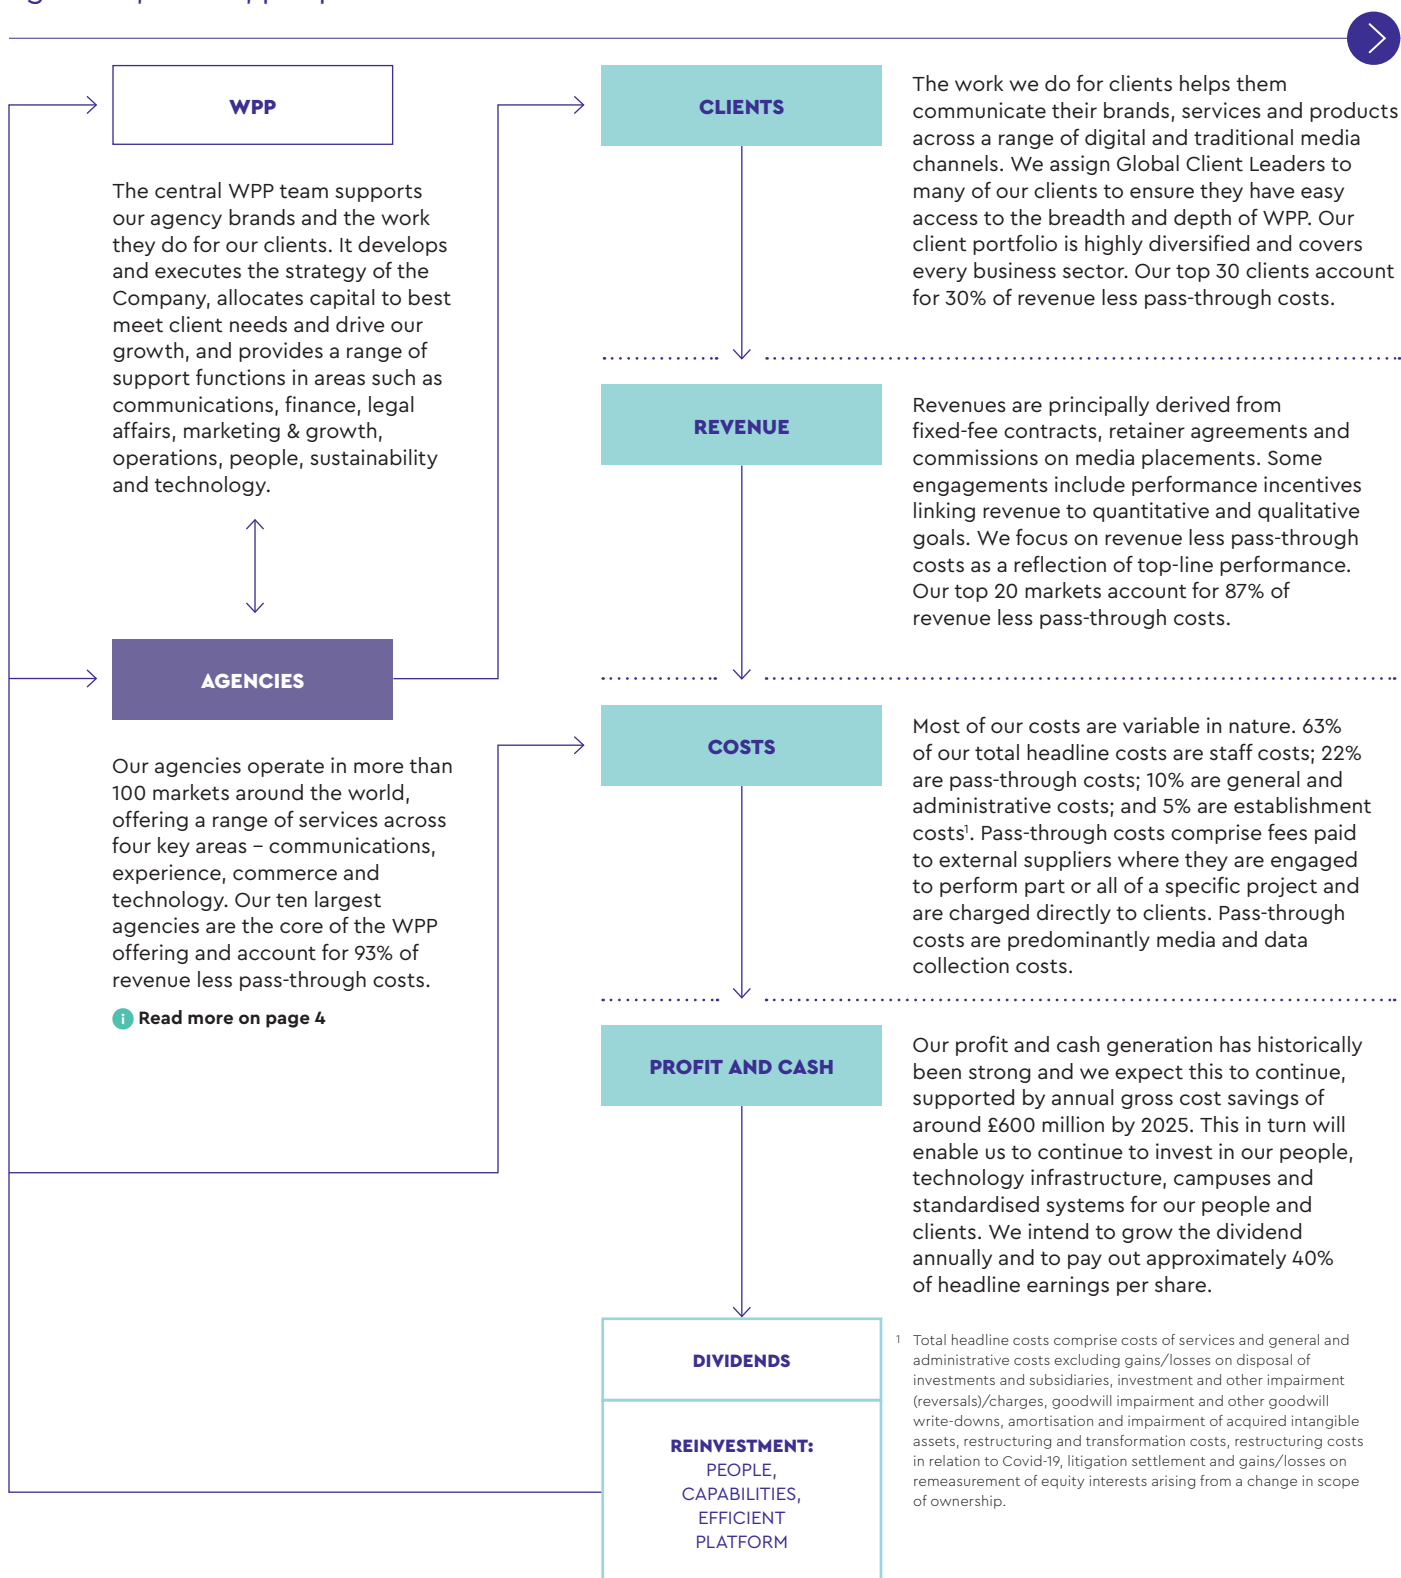 WPP
The central WPP team supports
our agency brands and the work
they do for our clients. It develops
and executes the strategy of the
Company, allocates capital to best
meet client needs and drive our
growth, and provides a range of
support functions in areas such as
communications, finance, legal
affairs, marketing & growth,
operations, people, sustainability
and technology.
AGENCIES
Our agencies operate in more than
100 markets around the world,
offering a range of services across
four key areas – communications,
experience, commerce and
technology. Our ten largest
agencies are the core of the WPP
offering and account for 93% of
revenue less pass-through costs.
i Read more on page 4
CLIENTS
The work we do for clients helps them
communicate their brands, services and products
across a range of digital and traditional media
channels. We assign Global Client Leaders to
many of our clients to ensure they have easy
access to the breadth and depth of WPP. Our
client portfolio is highly diversified and covers
every business sector. Our top 30 clients account
for 30% of revenue less pass-through costs.
REVENUE
Revenues are principally derived from
fixed-fee contracts, retainer agreements and
commissions on media placements. Some
engagements include performance incentives
linking revenue to quantitative and qualitative
goals. We focus on revenue less pass-through
costs as a reflection of top-line performance.
Our top 20 markets account for 87% of
revenue less pass-through costs.
COSTS
Most of our costs are variable in nature. 63%
of our total headline costs are staff costs; 22%
are pass-through costs; 10% are general and
administrative costs; and 5% are establishment
costs¹. Pass-through costs comprise fees paid
to external suppliers where they are engaged
to perform part or all of a specific project and
are charged directly to clients. Pass-through
costs are predominantly media and data
collection costs.
PROFIT AND CASH
Our profit and cash generation has historically
been strong and we expect this to continue,
supported by annual gross cost savings of
around £600 million by 2025. This in turn will
enable us to continue to invest in our people,
technology infrastructure, campuses and
standardised systems for our people and
clients. We intend to grow the dividend
annually and to pay out approximately 40%
of headline earnings per share.
DIVIDENDS
REINVESTMENT:
PEOPLE,
CAPABILITIES,
EFFICIENT
PLATFORM
¹ Total headline costs comprise costs of services and general and
administrative costs excluding gains/losses on disposal of
investments and subsidiaries, investment and other impairment
(reversals)/charges, goodwill impairment and other goodwill
write-downs, amortisation and impairment of acquired intangible
assets, restructuring and transformation costs, restructuring costs
in relation to Covid-19, litigation settlement and gains/losses on
remeasurement of equity interests arising from a change in scope
of ownership.